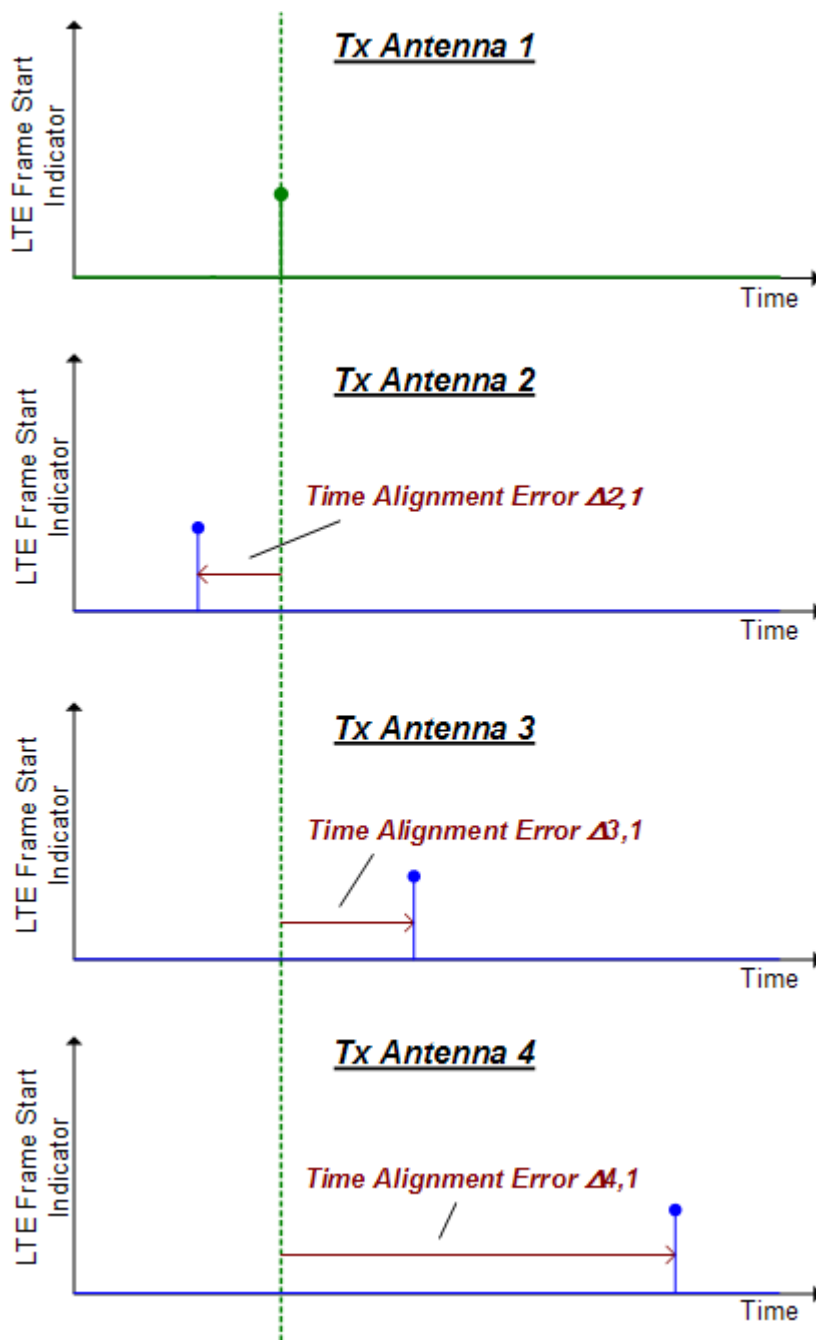 Tx Antenna 1
LTE Frame Start
Indicator
Time
Tx Antenna 2
LTE Frame Start
Indicator
Time Alignment Error Δ2,1
Time
Tx Antenna 3
LTE Frame Start
Indicator
Time Alignment Error Δ3,1
Time
Tx Antenna 4
LTE Frame Start
Indicator
Time Alignment Error Δ4,1
Time